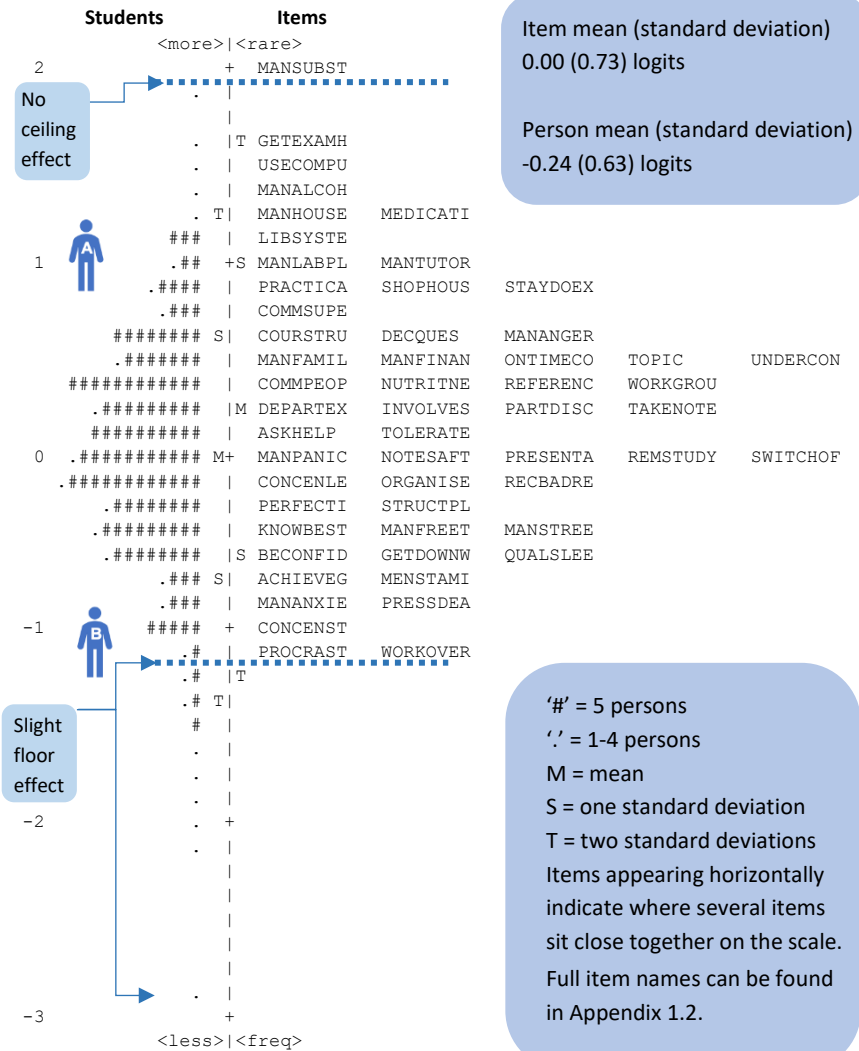 Students Items
<more>|<rare>
2 + MANSUBST
. |
|
. |T GETEXAMH
. | USECOMPU
. | MANALCOH
. T| MANHOUSE MEDICATI
### | LIBSYSTE
1 .## +S MANLABPL MANTUTOR
.#### | PRACTICA SHOPHOUS STAYDOEX
.### | COMMSUPE
######## S| COURSTRU DECQUES MANANGER
.####### | MANFAMIL MANFINAN ONTIMECO TOPIC UNDERCON
############ | COMMPEOP NUTRITNE REFERENC WORKGROU
.######### |M DEPARTEX INVOLVES PARTDISC TAKENOTE
########## | ASKHELP TOLERATE
0 .########### M+ MANPANIC NOTESAFT PRESENTA REMSTUDY SWITCHOF
.############ | CONCENLE ORGANISE RECBADRE
.######## | PERFECTI STRUCTPL
.######### | KNOWBEST MANFREET MANSTREE
.######## |S BECONFID GETDOWNW QUALSLEE
.### S| ACHIEVEG MENSTAMI
.### | MANANXIE PRESSDEA
-1 ##### + CONCENST
.# | PROCRAST WORKOVER
.# |T
.# T|
# |
. |
. |
. |
-2 . +
. |
|
|
|
|
|
. |
-3 +
<less>|<freq>
No
ceiling
effect
A
B
Slight
floor
effect
Item mean (standard deviation)
0.00 (0.73) logits
Person mean (standard deviation)
-0.24 (0.63) logits
‘#’ = 5 persons
‘.’ = 1-4 persons
M = mean
S = one standard deviation
T = two standard deviations
Items appearing horizontally
indicate where several items
sit close together on the scale.
Full item names can be found
in Appendix 1.2.